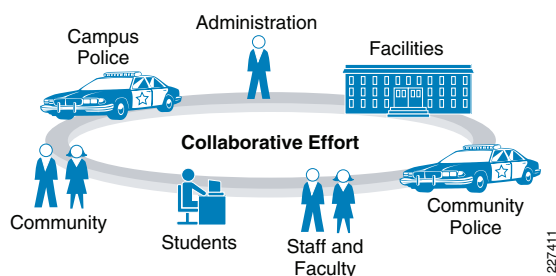 Administration
Campus
Police
Facilities
Collaborative Effort
Community
Students
Staff and
Faculty
Community
Police
227411